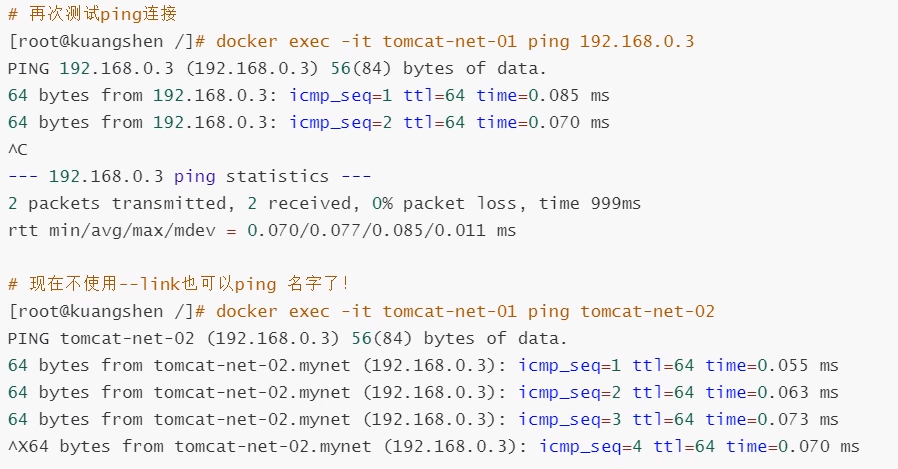 # 再次测试ping连接
[root@kuangshen /]# docker exec -it tomcat-net-01 ping 192.168.0.3
PING 192.168.0.3 (192.168.0.3) 56(84) bytes of data.
64 bytes from 192.168.0.3: icmp_seq=1 ttl=64 time=0.085 ms
64 bytes from 192.168.0.3: icmp_seq=2 ttl=64 time=0.070 ms
^C
--- 192.168.0.3 ping statistics ---
2 packets transmitted, 2 received, 0% packet loss, time 999ms
rtt min/avg/max/mdev = 0.070/0.077/0.085/0.011 ms
# 现在不使用--link也可以ping 名字了!
[root@kuangshen /]# docker exec -it tomcat-net-01 ping tomcat-net-02
PING tomcat-net-02 (192.168.0.3) 56(84) bytes of data.
64 bytes from tomcat-net-02.mynet (192.168.0.3): icmp_seq=1 ttl=64 time=0.055 ms
64 bytes from tomcat-net-02.mynet (192.168.0.3): icmp_seq=2 ttl=64 time=0.063 ms
64 bytes from tomcat-net-02.mynet (192.168.0.3): icmp_seq=3 ttl=64 time=0.073 ms
^X64 bytes from tomcat-net-02.mynet (192.168.0.3): icmp_seq=4 ttl=64 time=0.070 ms